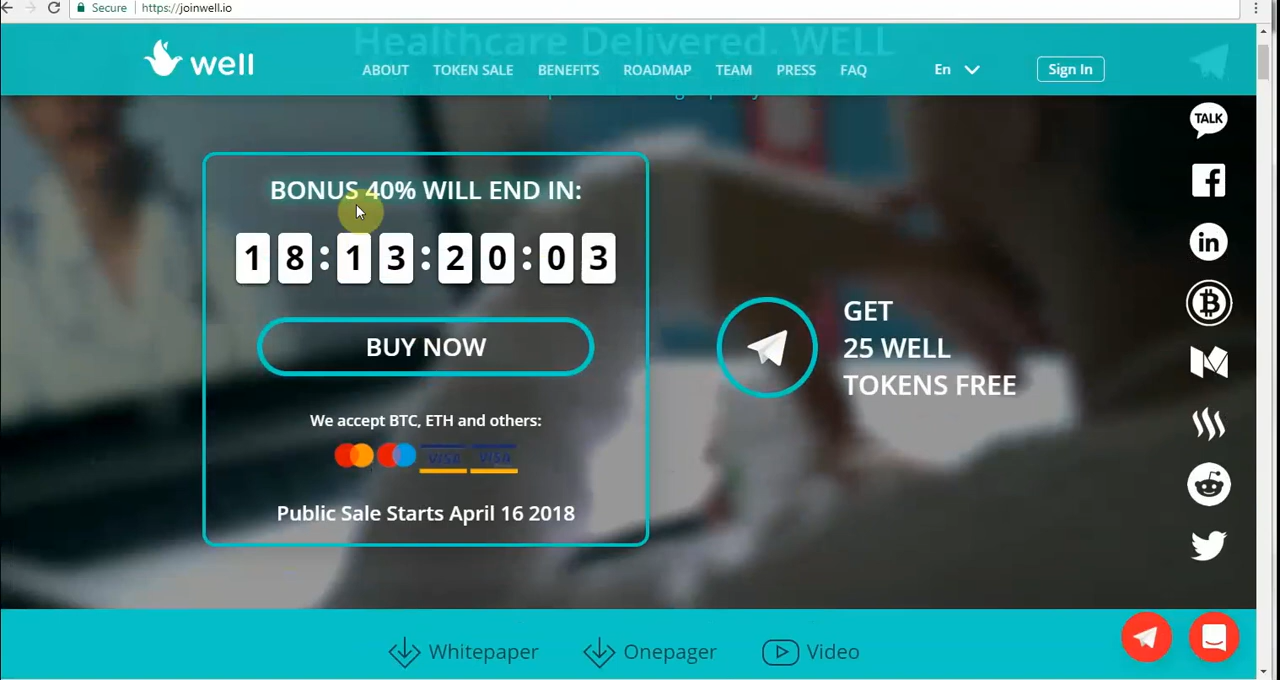 Secure https://joinwell.io
Healthcare Delivered. WELL
well
ABOUT TOKEN SALE BENEFITS ROADMAP TEAM PRESS FAQ En Sign In
TALK
BONUS 40% WILL END IN:
18:13:20:03
BUY NOW
GET
25 WELL
TOKENS FREE
We accept BTC, ETH and others:
VISA VISA
Public Sale Starts April 16 2018
Whitepaper Onepager Video